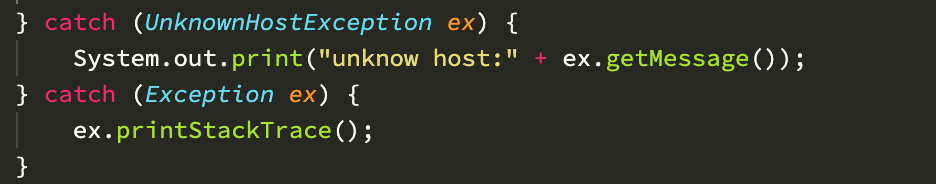 } catch (UnknownHostException ex) {
    System.out.print("unknow host:" + ex.getMessage());
} catch (Exception ex) {
    ex.printStackTrace();
}